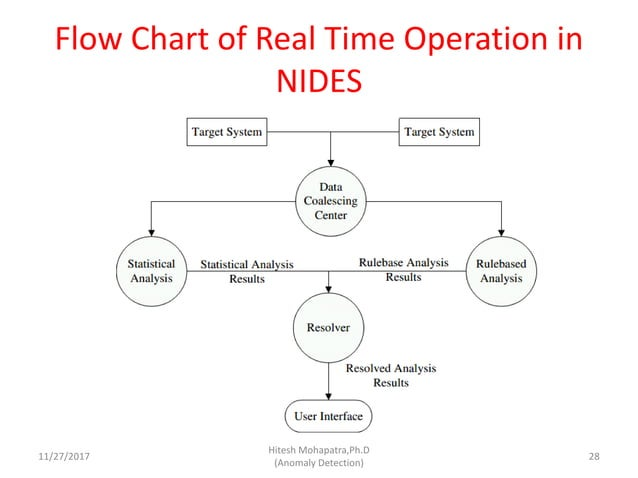 Flow Chart of Real Time Operation in
NIDES
Target System
Target System
Data
Coalescing
Center
Statistical
Analysis
Statistical Analysis
Results
Rulebase Analysis
Results
Rulebased
Analysis
Resolver
Resolved Analysis
Results
User Interface
11/27/2017
Hitesh Mohapatra,Ph.D
(Anomaly Detection)
28